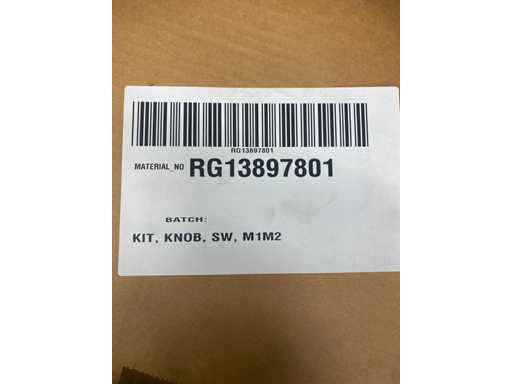 RG13897801
MATERIAL_NO RG13897801
BATCH:
KIT, KNOB, SW, M1M2